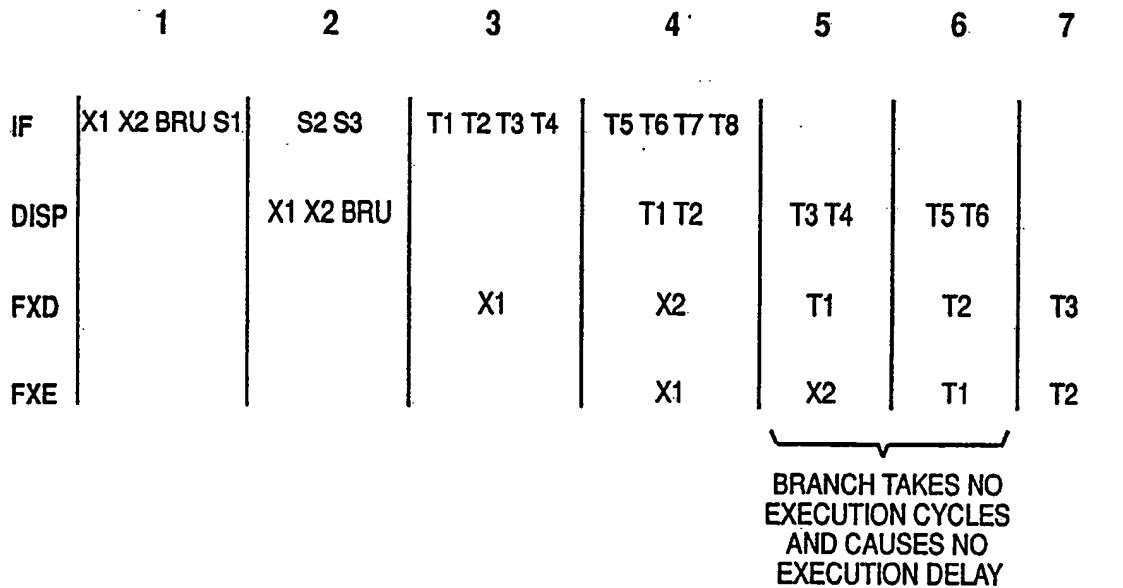 1 2 3 4 5 6 7
IF X1 X2 BRU S1 S2 S3 T1 T2 T3 T4 T5 T6 T7 T8
DISP X1 X2 BRU T1 T2 T3 T4 T5 T6
FXD X1 X2 T1 T2 T3
FXE X1 X2 T1 T2
BRANCH TAKES NO
EXECUTION CYCLES
AND CAUSES NO
EXECUTION DELAY